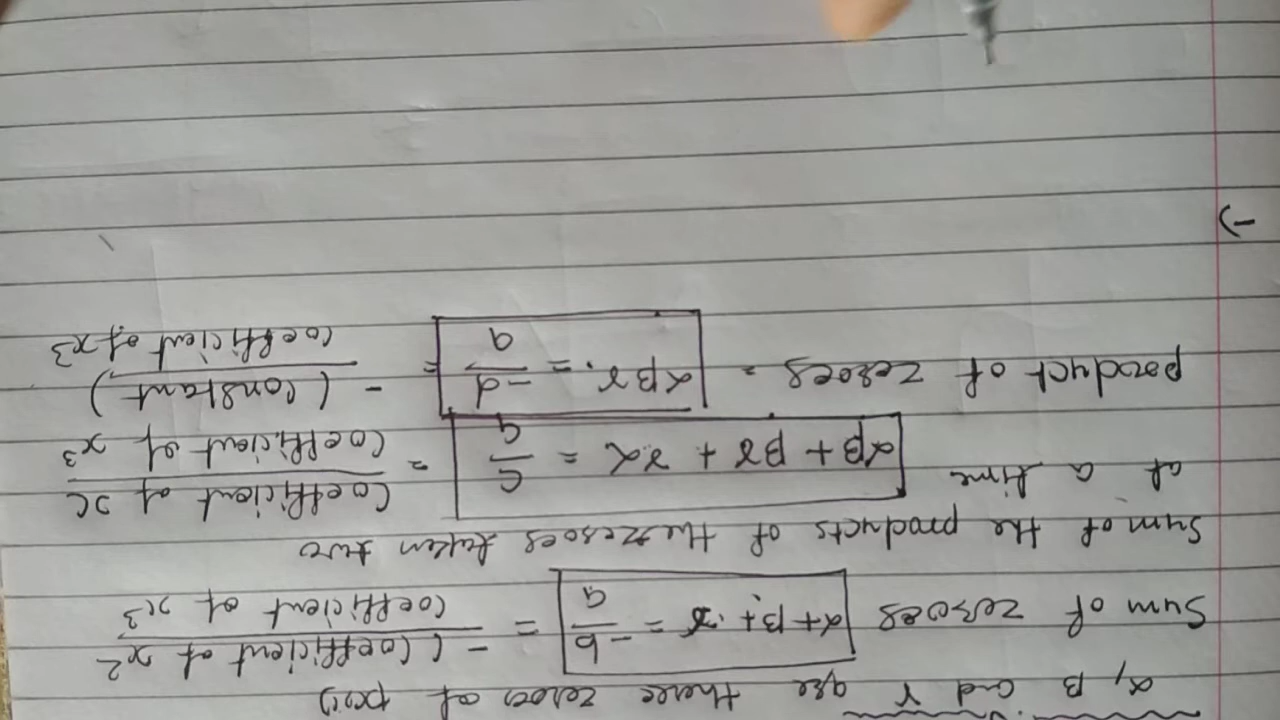 α, β and γ are three zeroes of p(x)
Sum of zeroes α+β+γ = -b/a = -(coefficient of x²/coefficient of x³
Sum of the products of the zeroes taken two
at a time αβ + βγ + γα = c/a = coefficient of x/coefficient of x³
product of zeroes = αβγ = -d/a = -(constant)/coefficient of x³
→